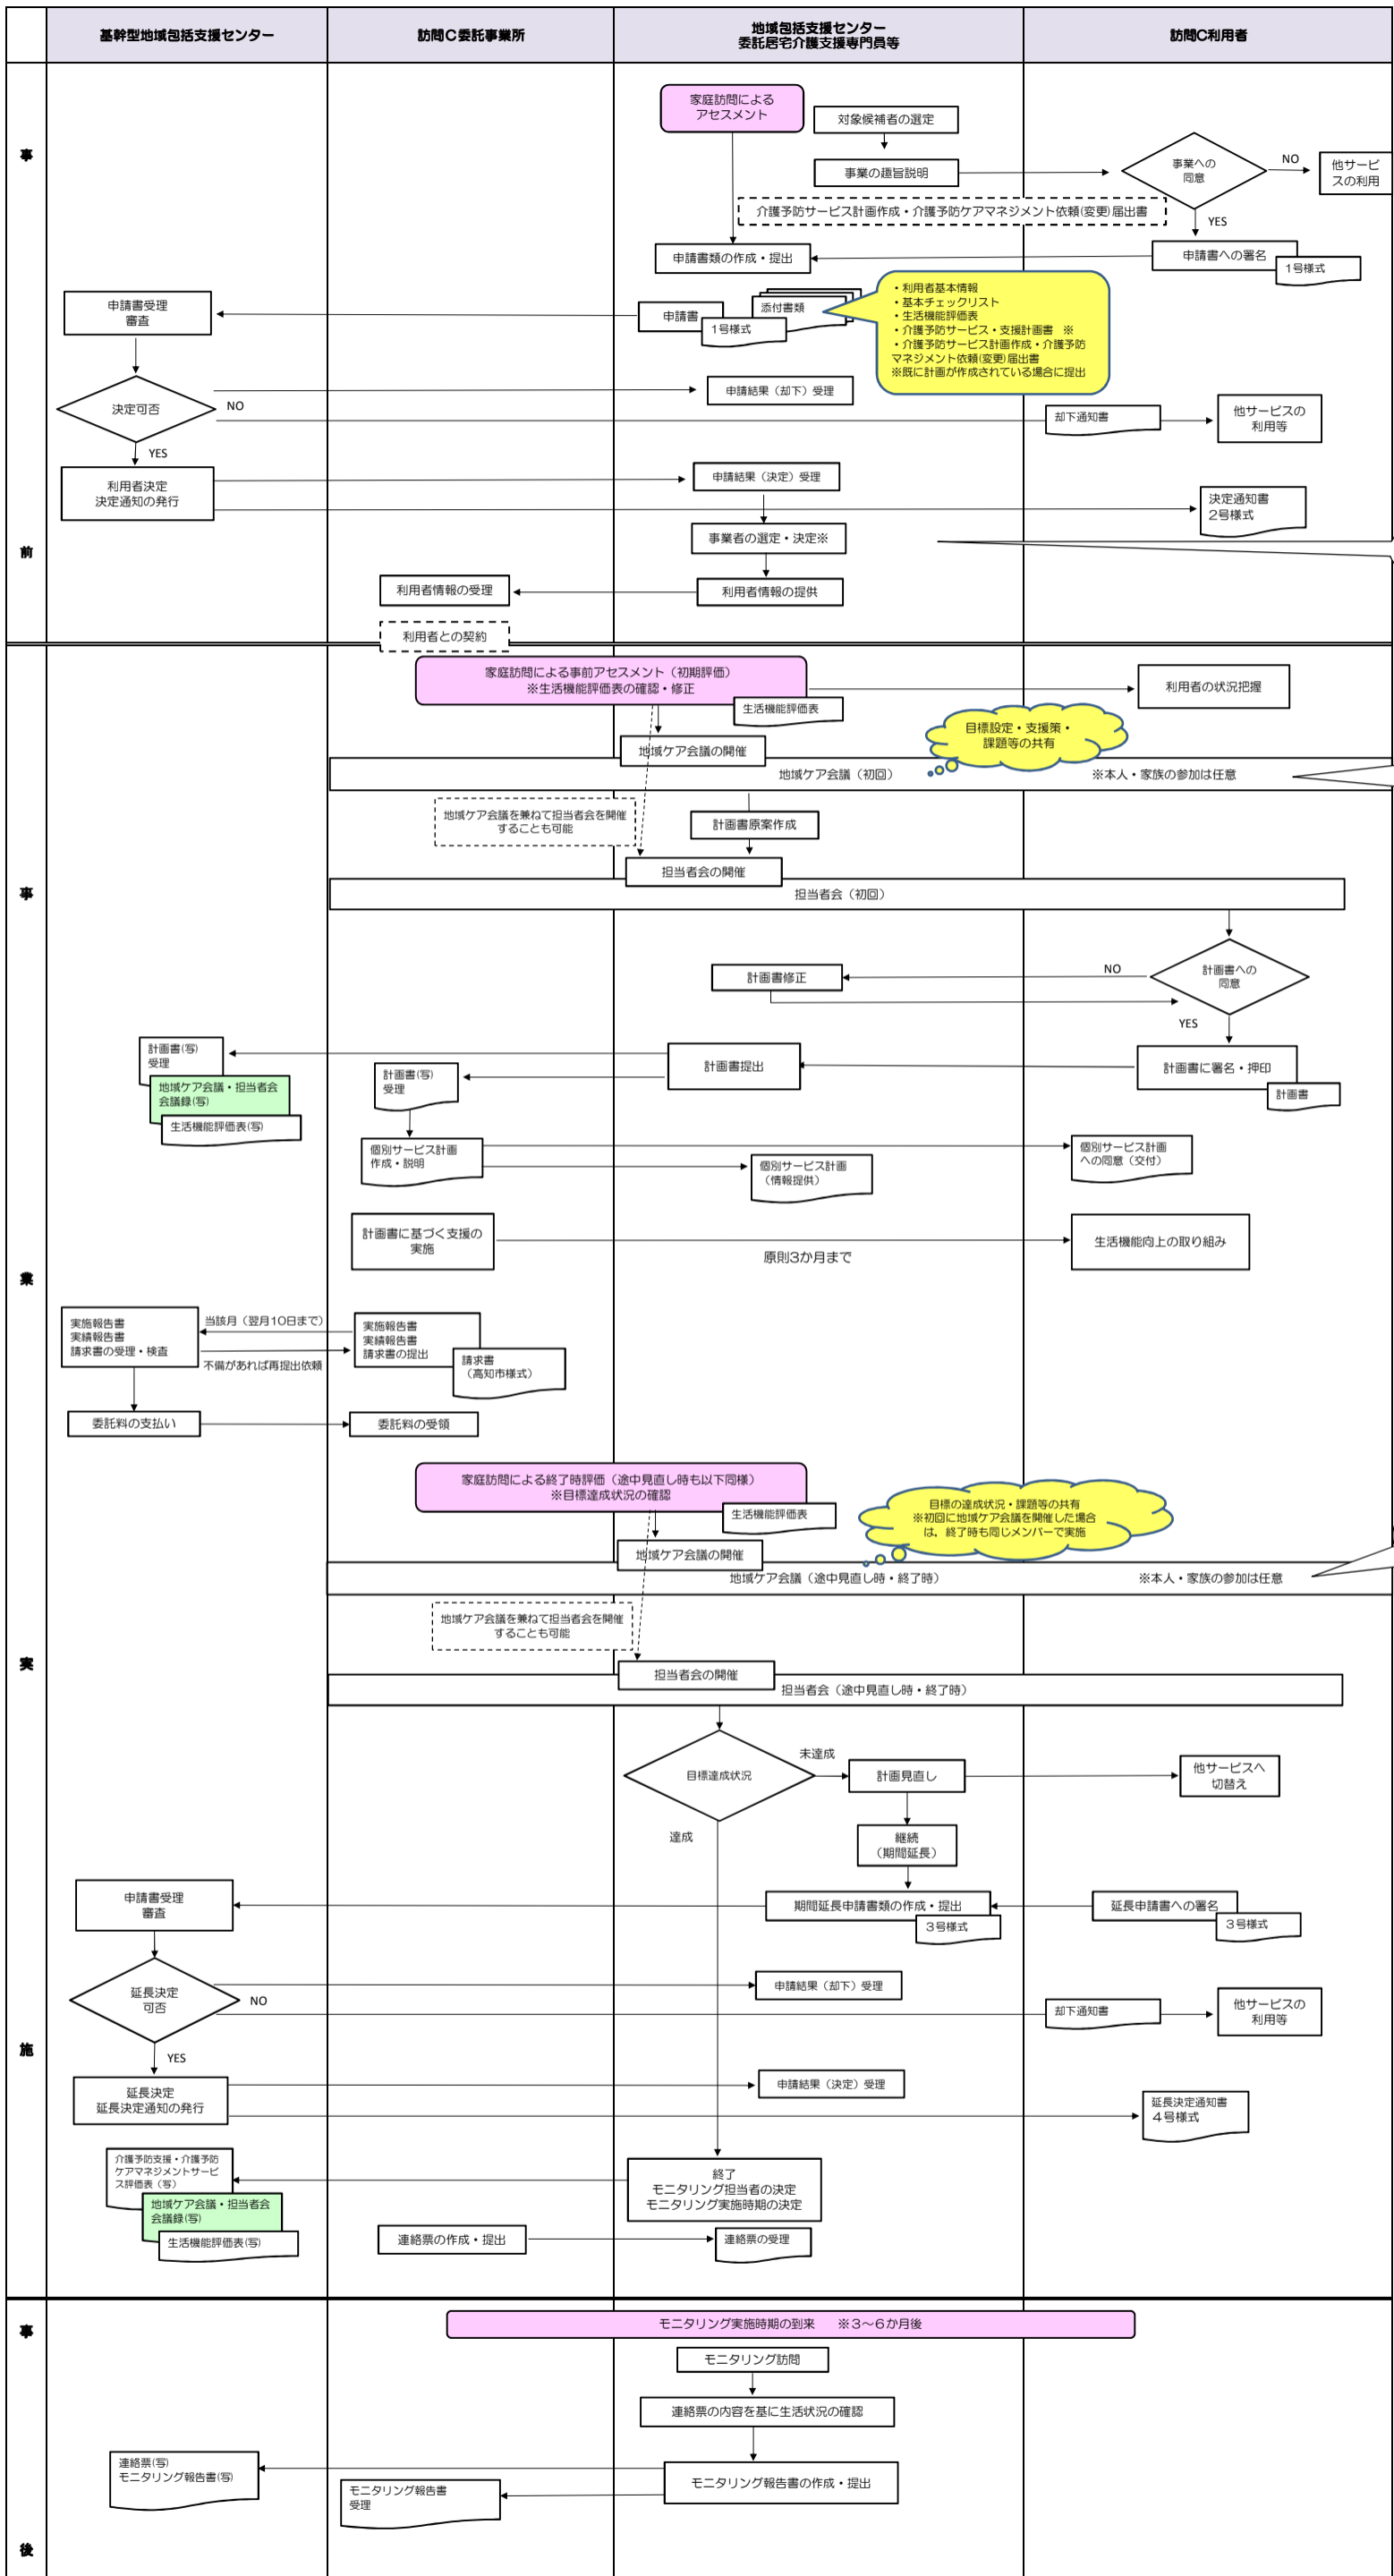 基幹型地域包括支援センター
訪問Ｃ委託事業所
地域包括支援センター
委託居宅介護支援専門員等
訪問C利用者
事
前
家庭訪問による
アセスメント
対象候補者の選定
事業の趣旨説明
事業への
同意
NO
他サービ
スの利用
YES
介護予防サービス計画作成・介護予防ケアマネジメント依頼(変更)届出書
申請書類の作成・提出
申請書への署名
1号様式
申請書受理
審査
申請書
1号様式
添付書類
・利用者基本情報
・基本チェックリスト
・生活機能評価表
・介護予防サービス・支援計画書　※
・介護予防サービス計画作成・介護予防
マネジメント依頼(変更)届出書
※既に計画が作成されている場合に提出
決定可否
NO
申請結果（却下）受理
却下通知書
他サービスの
利用等
YES
利用者決定
決定通知の発行
申請結果（決定）受理
決定通知書
2号様式
事業者の選定・決定※
利用者情報の受理
利用者情報の提供
利用者との契約
事
業
実
施
家庭訪問による事前アセスメント（初期評価）
※生活機能評価表の確認・修正
生活機能評価表
利用者の状況把握
地域ケア会議の開催
目標設定・支援策・
課題等の共有
地域ケア会議（初回）
※本人・家族の参加は任意
地域ケア会議を兼ねて担当者会を開催
することも可能
計画書原案作成
担当者会の開催
担当者会（初回）
計画書への
同意
NO
計画書修正
YES
計画書(写)
受理
地域ケア会議・担当者会
会議録(写)
生活機能評価表(写)
計画書(写)
受理
計画書提出
計画書に署名・押印
計画書
個別サービス計画
作成・説明
個別サービス計画
（情報提供）
個別サービス計画
への同意（交付）
計画書に基づく支援の
実施
原則3か月まで
生活機能向上の取り組み
実施報告書
実績報告書
請求書の受理・検査
当該月（翌月10日まで）
不備があれば再提出依頼
実施報告書
実績報告書
請求書の提出
請求書
（高知市様式）
委託料の支払い
委託料の受領
家庭訪問による終了時評価（途中見直し時も以下同様）
※目標達成状況の確認
生活機能評価表
目標の達成状況・課題等の共有
※初回に地域ケア会議を開催した場合
は，終了時も同じメンバーで実施
地域ケア会議の開催
地域ケア会議（途中見直し時・終了時）
※本人・家族の参加は任意
地域ケア会議を兼ねて担当者会を開催
することも可能
担当者会の開催
担当者会（途中見直し時・終了時）
目標達成状況
未達成
計画見直し
他サービスへ
切替え
達成
継続
（期間延長）
申請書受理
審査
期間延長申請書類の作成・提出
3号様式
延長申請書への署名
3号様式
延長決定
可否
NO
申請結果（却下）受理
却下通知書
他サービスの
利用等
YES
延長決定
延長決定通知の発行
申請結果（決定）受理
延長決定通知書
４号様式
介護予防支援・介護予防
ケアマネジメントサービ
ス評価表（写）
地域ケア会議・担当者会
会議録(写)
生活機能評価表(写)
終了
モニタリング担当者の決定
モニタリング実施時期の決定
連絡票の作成・提出
連絡票の受理
事
後
モニタリング実施時期の到来　※３～６か月後
モニタリング訪問
連絡票の内容を基に生活状況の確認
連絡票(写)
モニタリング報告書(写)
モニタリング報告書
受理
モニタリング報告書の作成・提出